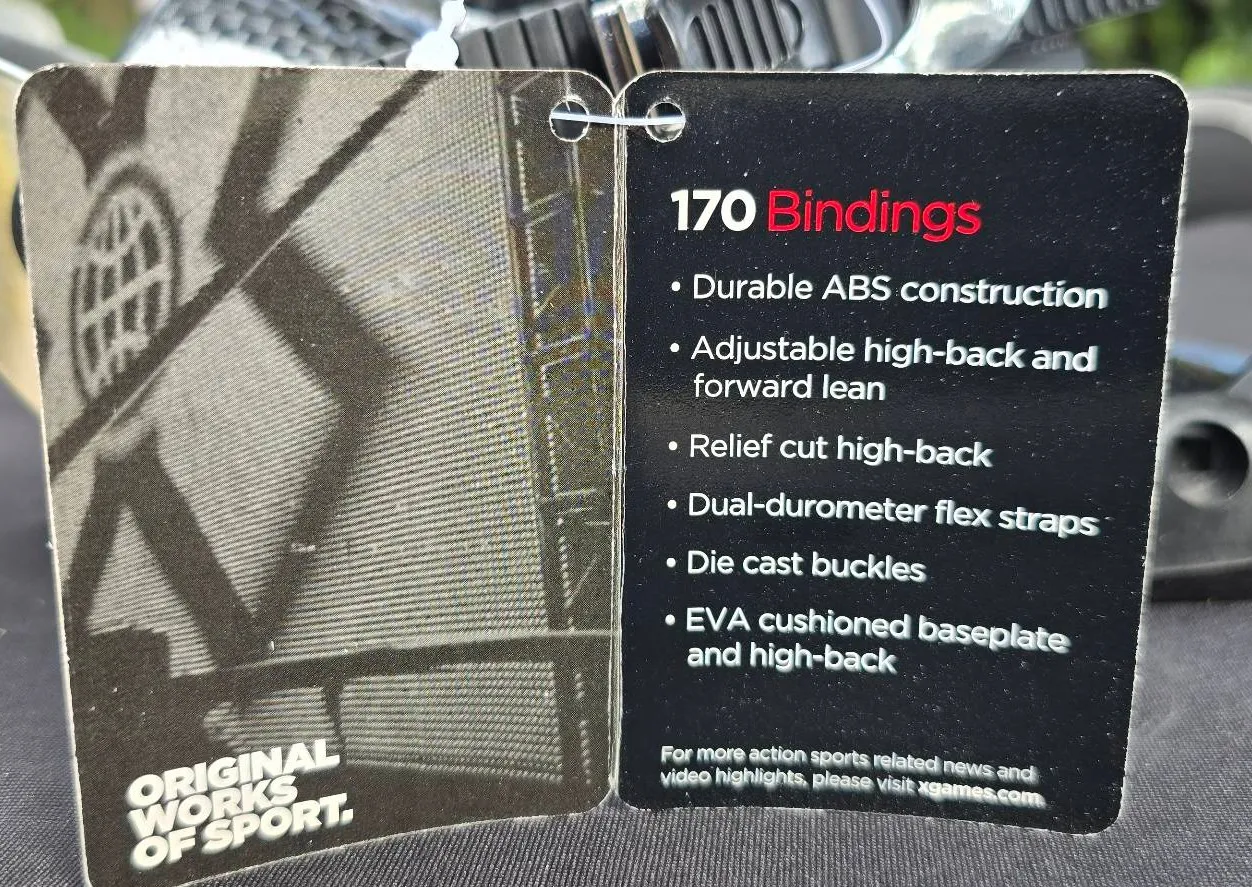 ORIGINAL
WORKS
OF SPORT.
170 Bindings
• Durable ABS construction
• Adjustable high-back and
forward lean
• Relief cut high-back
• Dual-durometer flex straps
• Die cast buckles
• EVA cushioned baseplate
and high-back
For more action sports related news and
video highlights, please visit xgames.com.